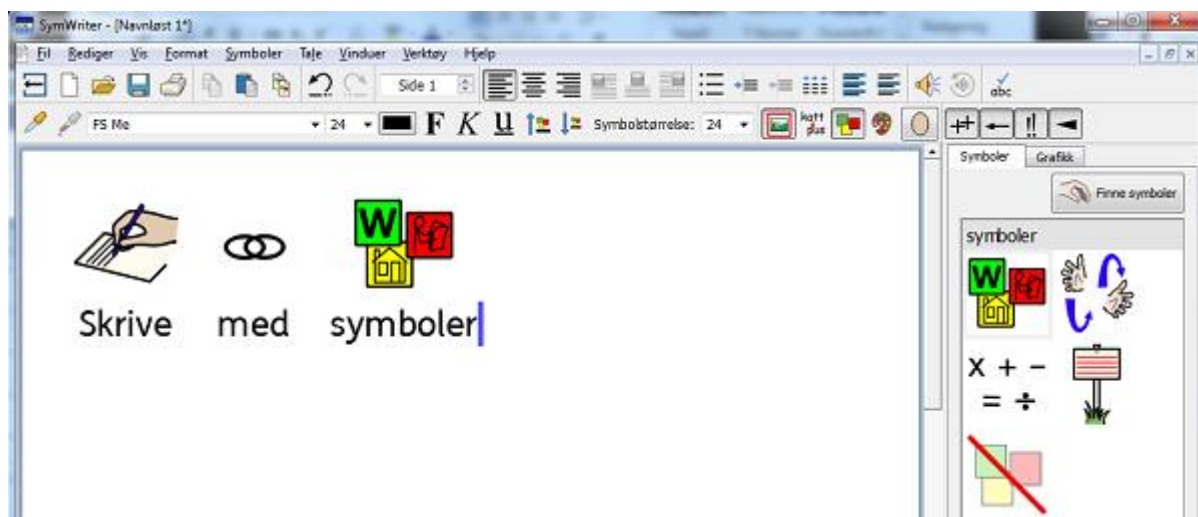 SymWriter - [Navnløst 1*]
Fil Rediger Vis Format Symboler Tale Vinduer Verktøy Hjelp
Side 1 abc
FS Me 24 F K U Symbolstørrelse: 24 katt plus
Symboler Grafikk
Finne symboler
symboler
W W
Skrive med symboler
x + -
= ÷